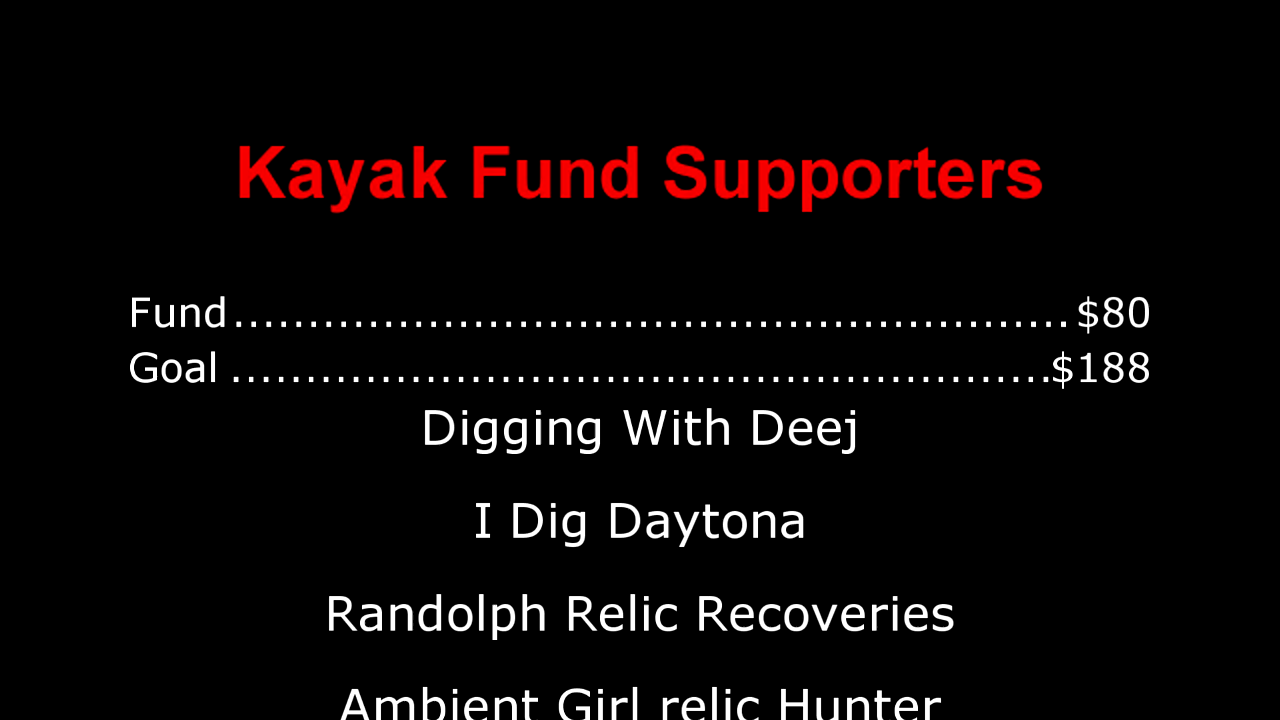 Kayak Fund Supporters
Fund........................................................$80
Goal .......................................................$188
Digging With Deej
I Dig Daytona
Randolph Relic Recoveries
Ambient Girl relic Hunter